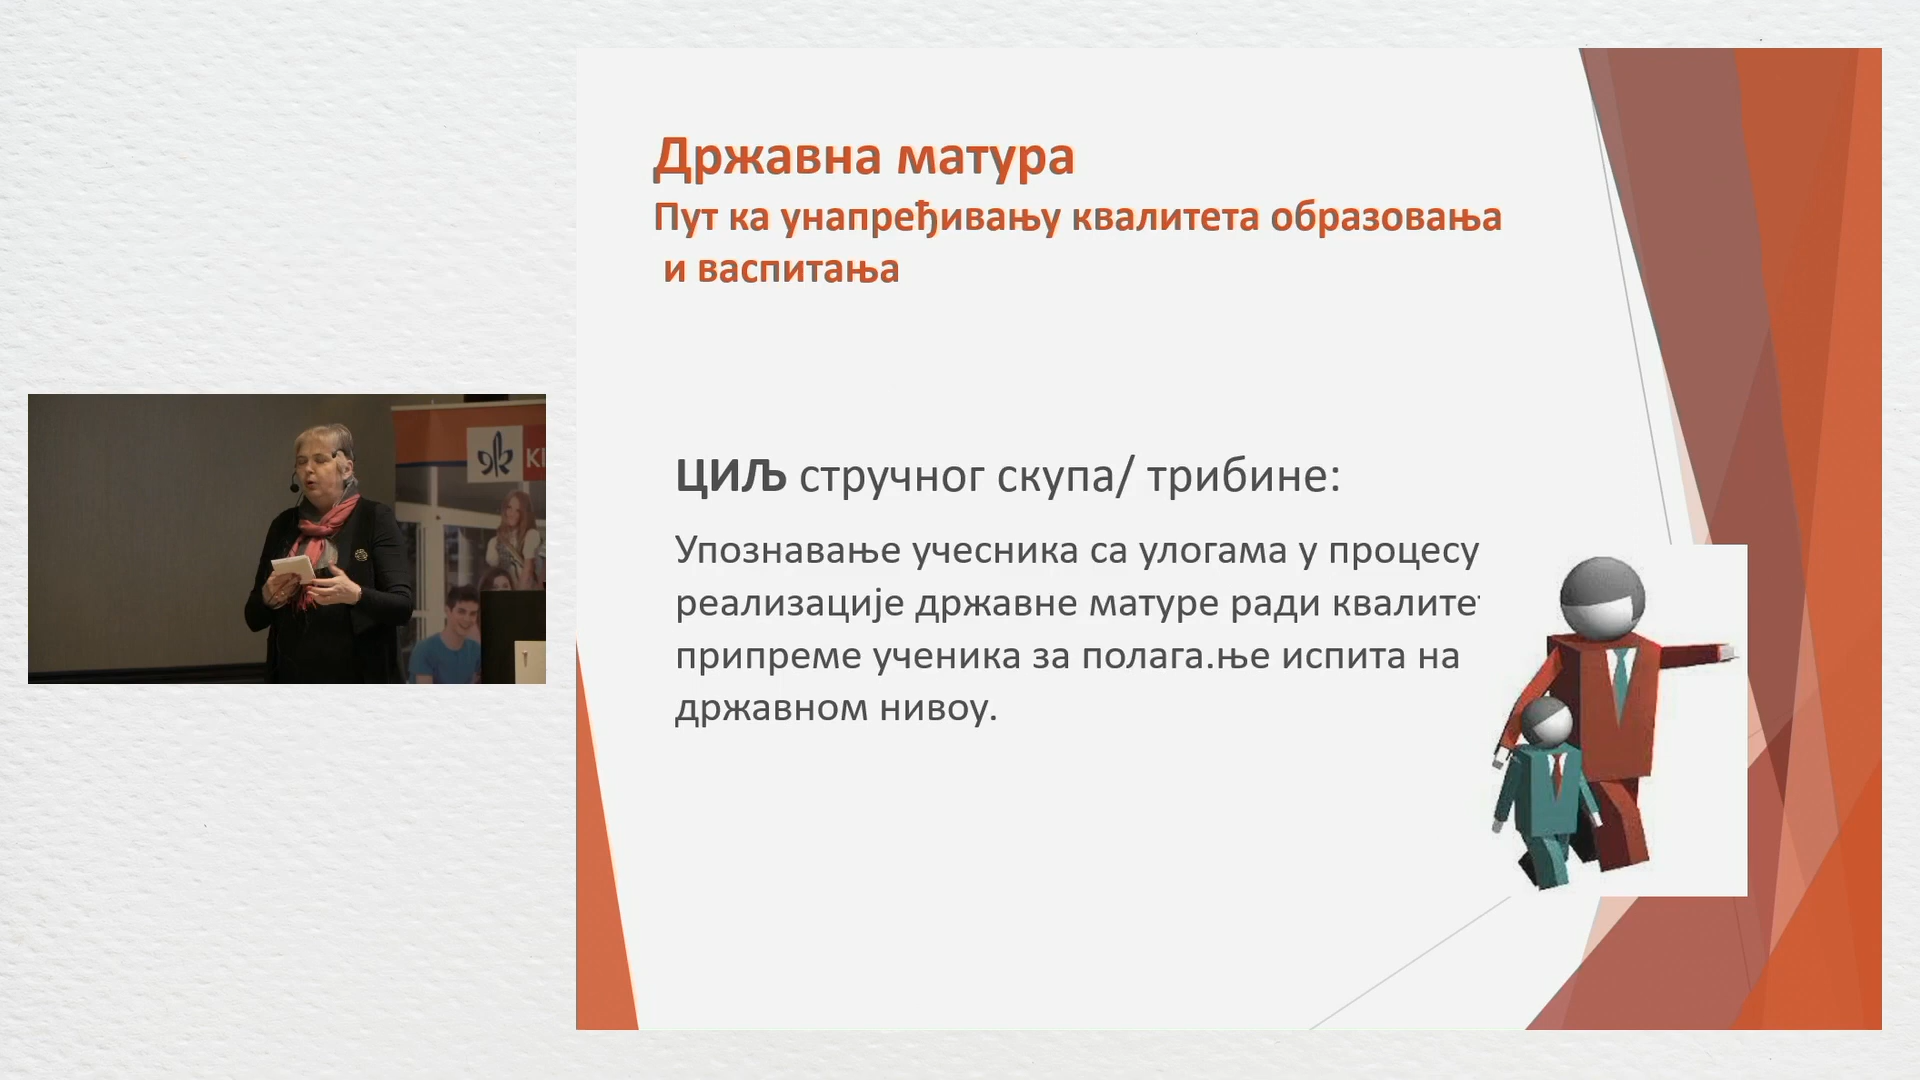 Државна матура
Пут ка унапређивању квалитета образовања
и васпитања
ЦИЉ стручног скупа/ трибине:
Упознавање учесника са улогама у процесу
реализације државне матуре ради
припреме ученика за полага.ње испита на
државном нивоу.